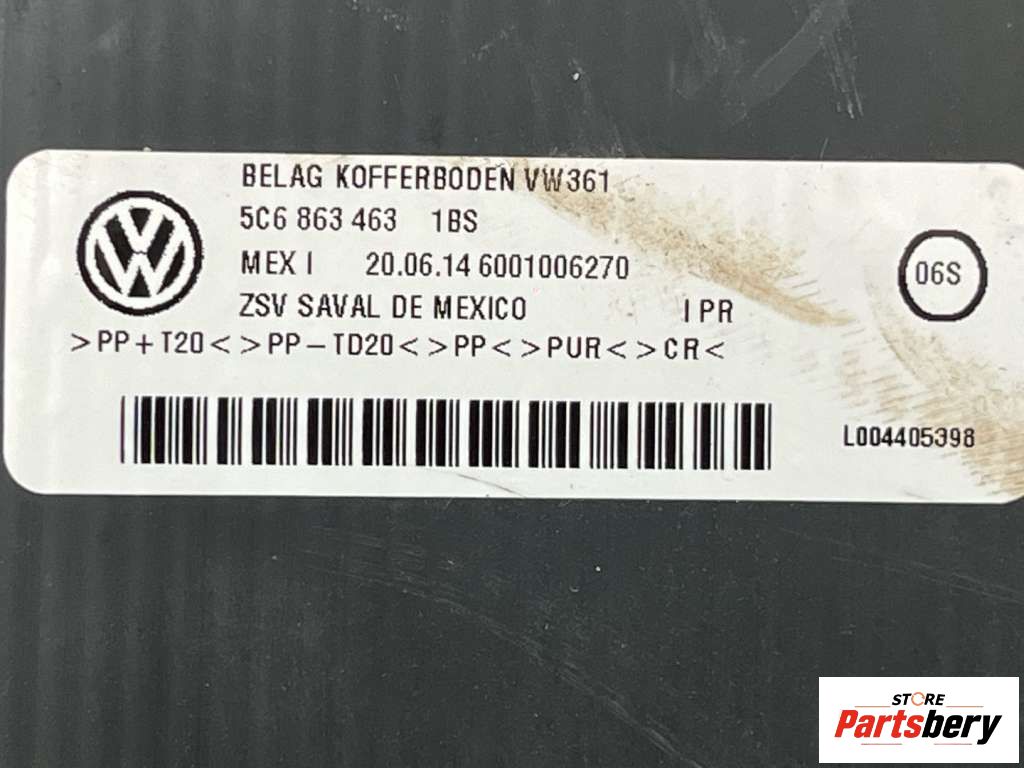 BELAG KOFFERBODEN VW361
5C6 863 463 1BS
MEX I 20.06.14 6001006270
ZSV SAVAL DE MEXICO I PR
06S
>PP+T20<>PP-TD20<>PP<>PUR<>CR<
L004405398
STORE
Partsbery